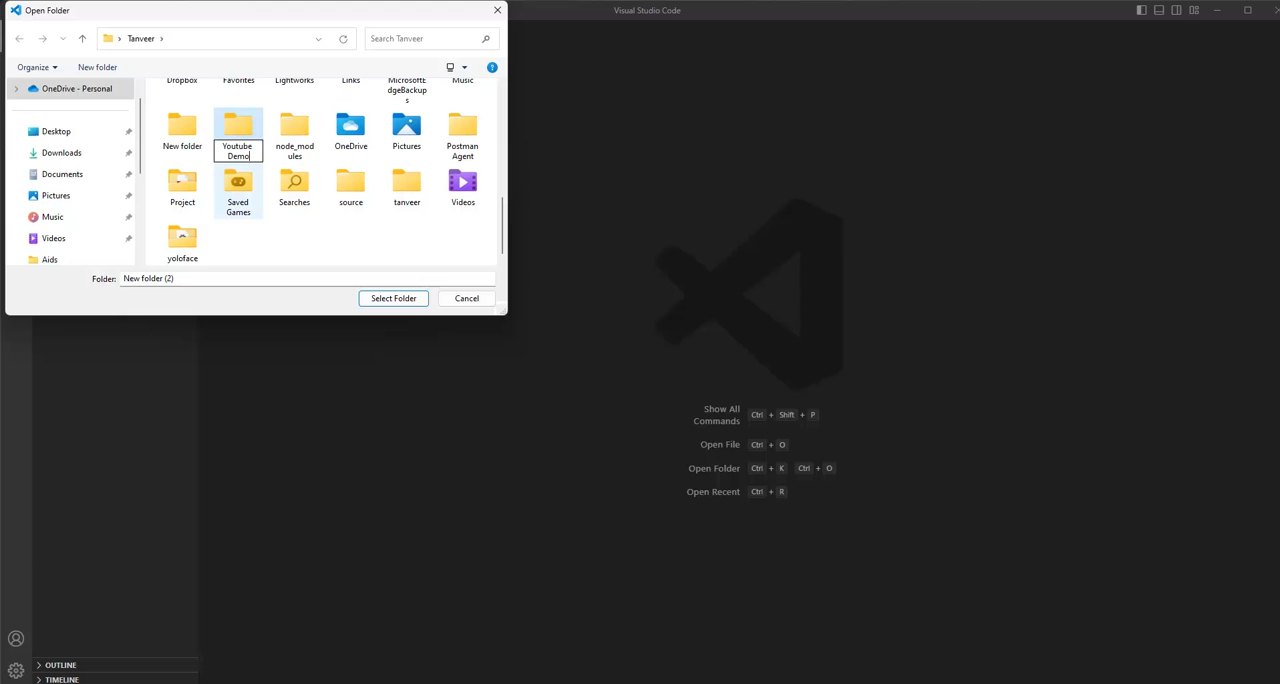 Open Folder
Visual Studio Code
Tanveer
Search Tanveer
Organize
New folder
OneDrive - Personal
Desktop
Downloads
Documents
Pictures
Music
Videos
Aids
Dropbox
Favorites
Lightworks
Links
MicrosoftE
dgeBackup
s
Music
New folder
Youtube
Demo
node_mod
ules
OneDrive
Pictures
Postman
Agent
Project
Saved
Games
Searches
source
tanveer
Videos
yoloface
Folder: New folder (2)
Select Folder
Cancel
Show All
Commands
Ctrl + Shift + P
Open File Ctrl + O
Open Folder Ctrl + K Ctrl + O
Open Recent Ctrl + R
OUTLINE
TIMELINE